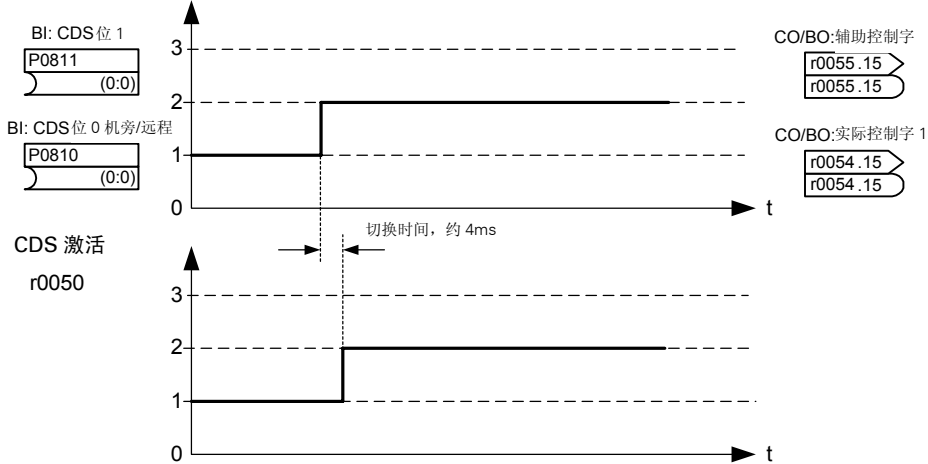 BI: CDS位 1
P0811
(0:0)
BI: CDS位 0 机旁/远程
P0810
(0:0)
3
2
1
0
t
CO/BO:辅助控制字
r0055.15
r0055.15
CO/BO:实际控制字 1
r0054.15
r0054.15
切换时间，约 4ms
CDS 激活
r0050
3
2
1
0
t